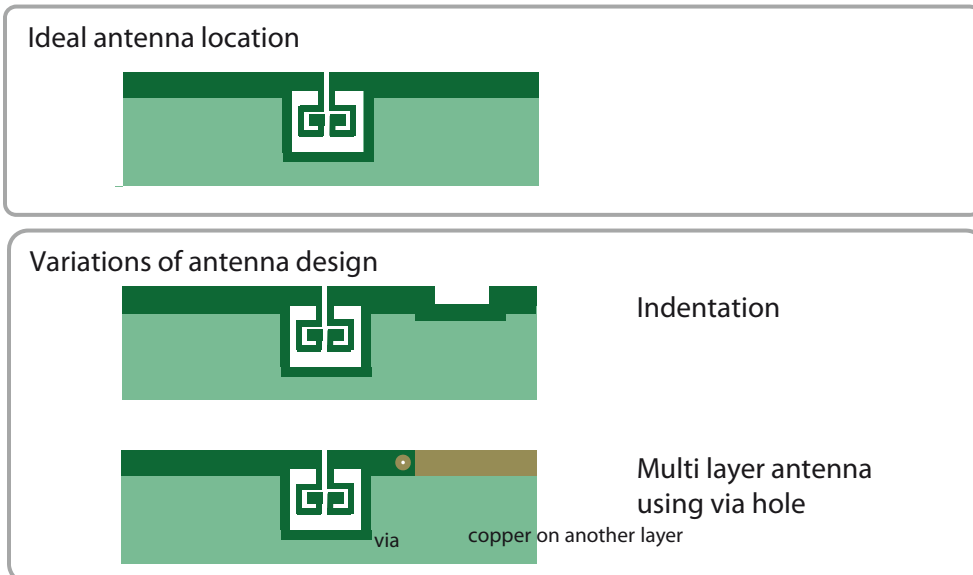 Ideal antenna location
Variations of antenna design
Indentation
Multi layer antenna
using via hole
via
copper on another layer